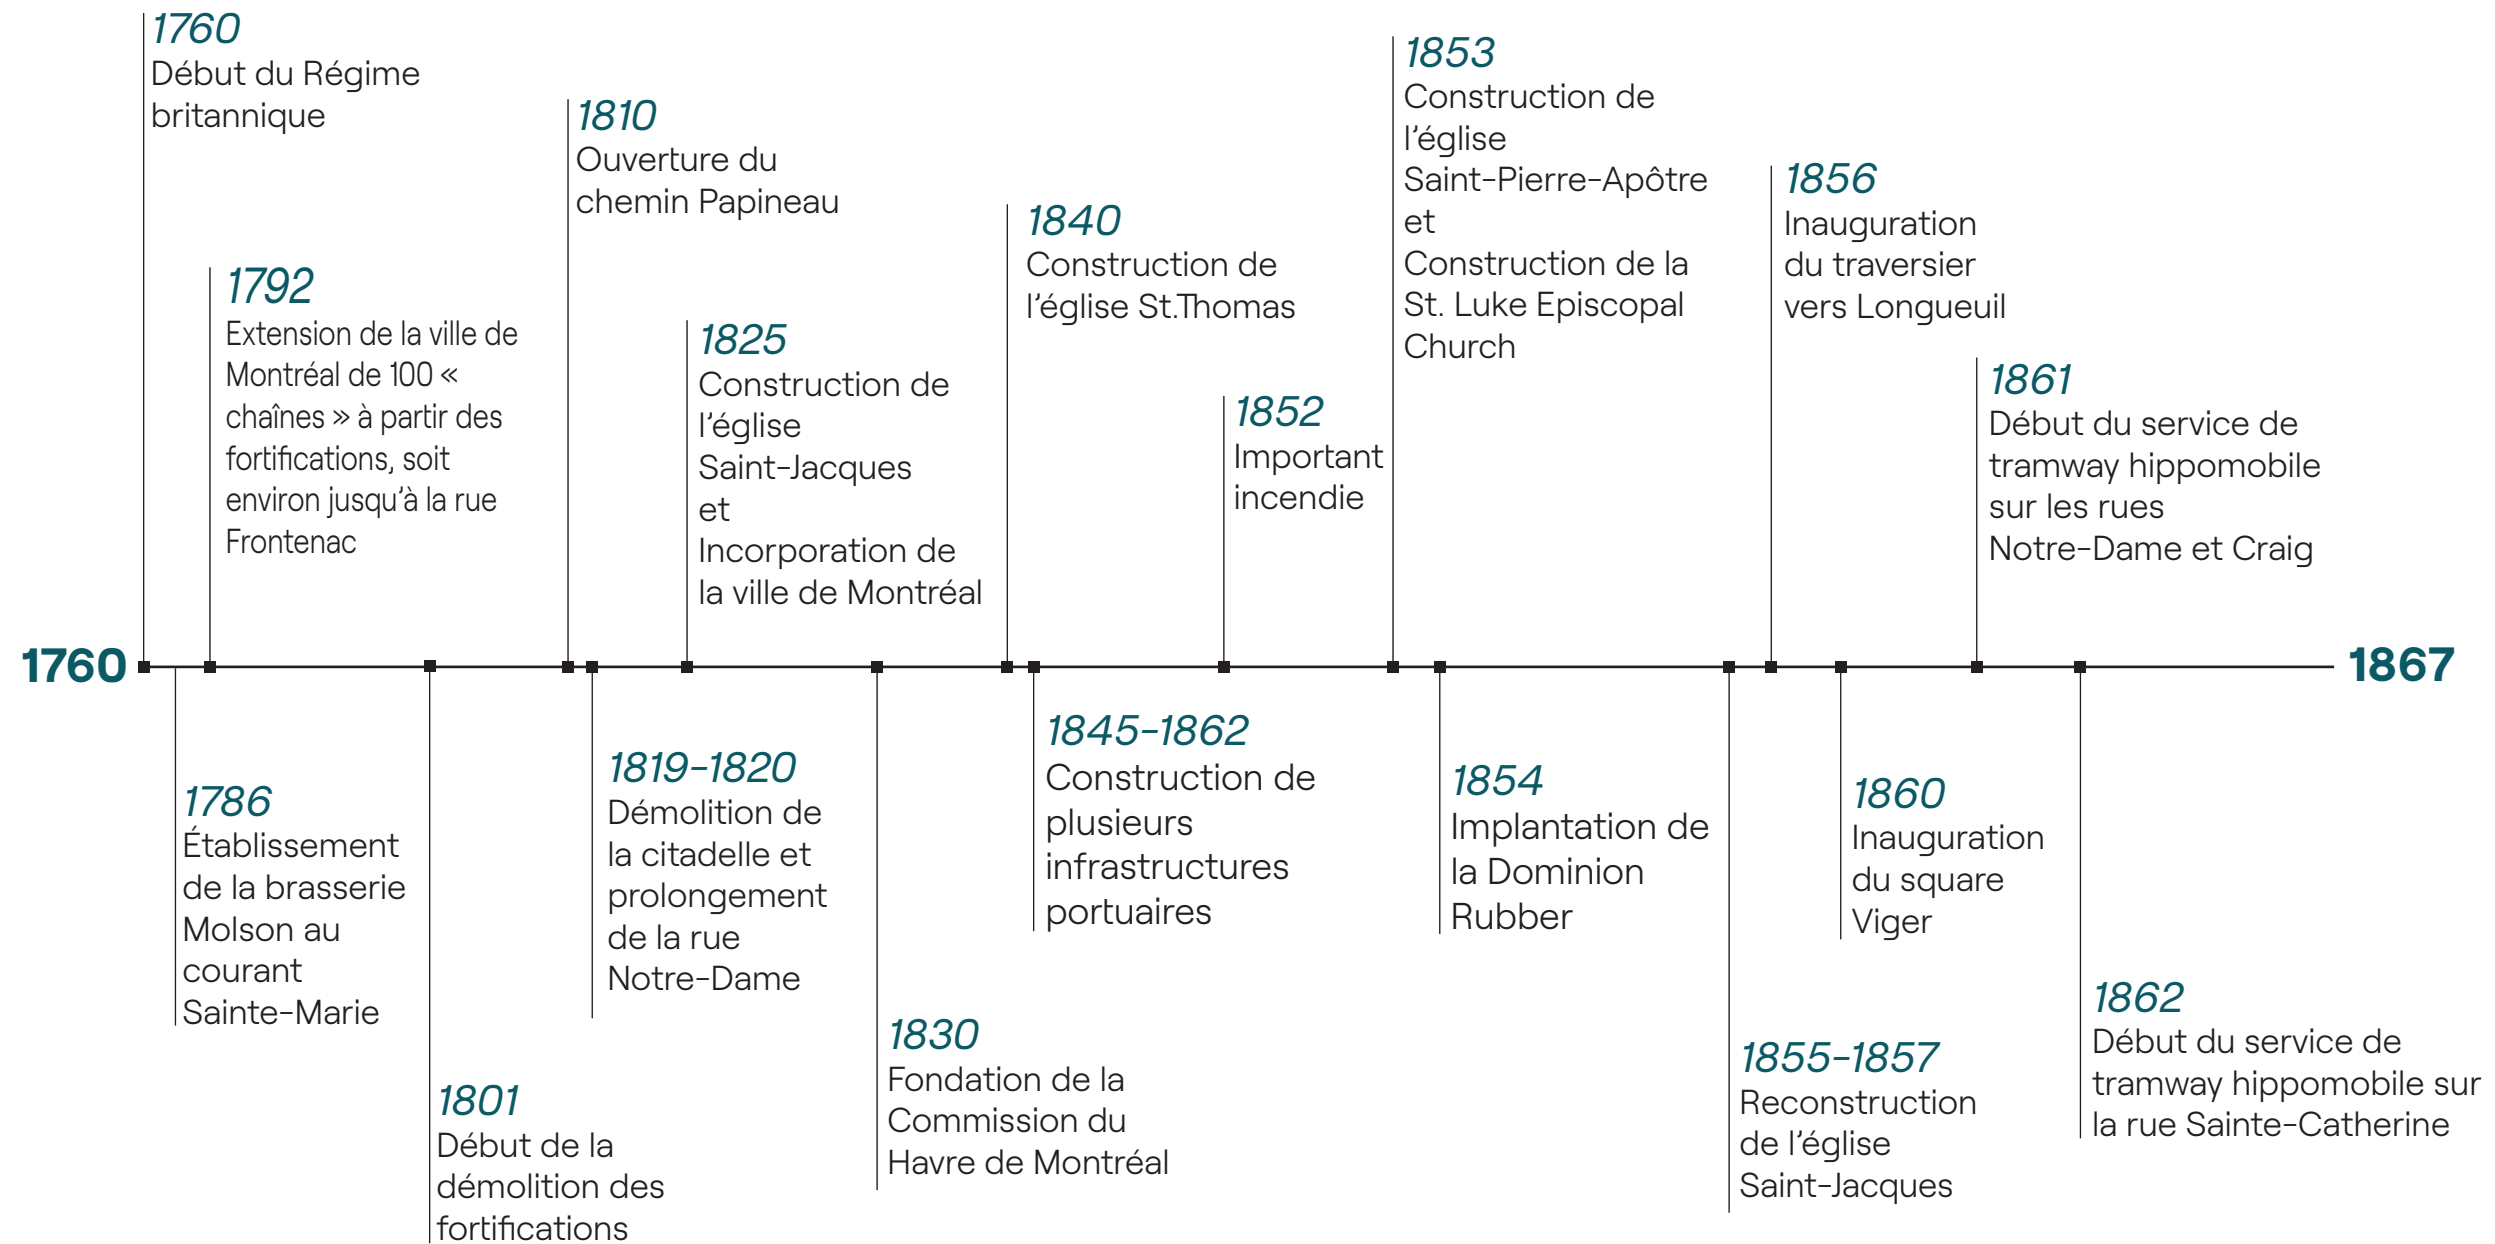 1760
Début du Régime
britannique
1792
Extension de la ville de
Montréal de 100 «
chaînes » à partir des
fortifications, soit
environ jusqu'à la rue
Frontenac
1810
Ouverture du
chemin Papineau
1825
Construction de
l'église
Saint-Jacques
et
Incorporation de
la ville de Montréal
1840
Construction de
l'église St.Thomas
1852
Important
incendie
1853
Construction de
l'église
Saint-Pierre-Apôtre
et
Construction de la
St. Luke Episcopal
Church
1856
Inauguration
du traversier
vers Longueuil
1861
Début du service de
tramway hippomobile
sur les rues
Notre-Dame et Craig
1760
1867
1786
Établissement
de la brasserie
Molson au
courant
Sainte-Marie
1801
Début de la
démolition des
fortifications
1819-1820
Démolition de
la citadelle et
prolongement
de la rue
Notre-Dame
1830
Fondation de la
Commission du
Havre de Montréal
1845-1862
Construction de
plusieurs
infrastructures
portuaires
1854
Implantation de
la Dominion
Rubber
1855-1857
Reconstruction
de l'église
Saint-Jacques
1860
Inauguration
du square
Viger
1862
Début du service de
tramway hippomobile sur
la rue Sainte-Catherine